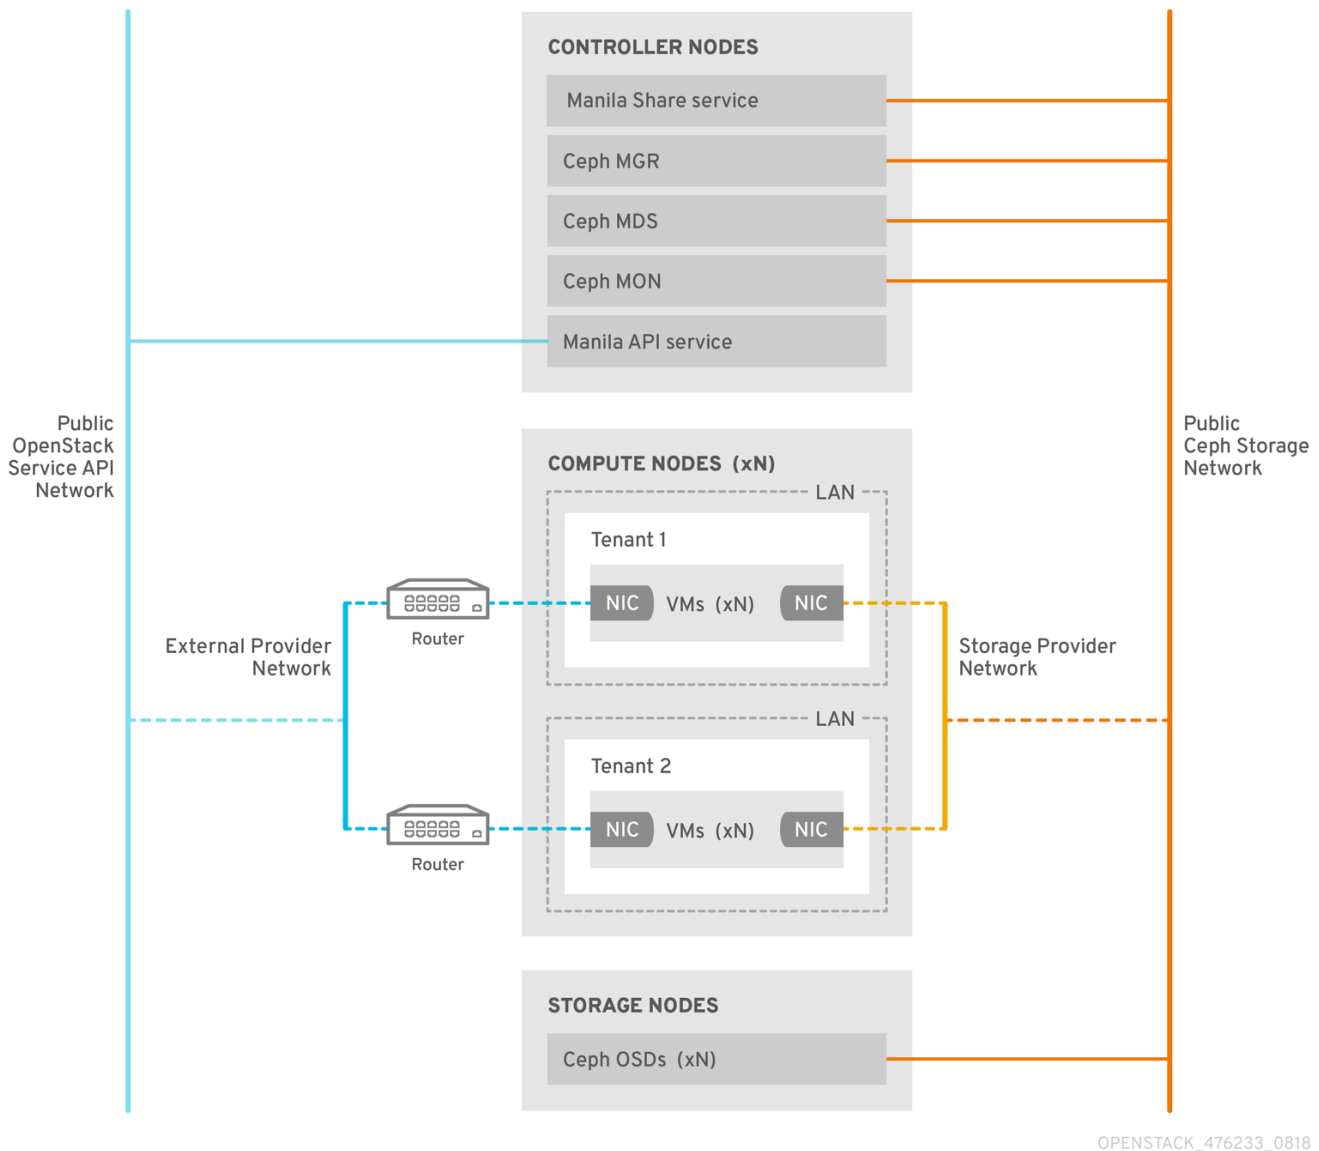 CONTROLLER NODES
Manila Share service
Ceph MGR
Ceph MDS
Ceph MON
Manila API service
Public
OpenStack
Service API
Network
Public
Ceph Storage
Network
COMPUTE NODES (xN)
LAN
Tenant 1
NIC VMs (xN) NIC
Router
External Provider
Network
Storage Provider
Network
LAN
Tenant 2
NIC VMs (xN) NIC
Router
STORAGE NODES
Ceph OSDs (xN)
OPENSTACK_476233_0818